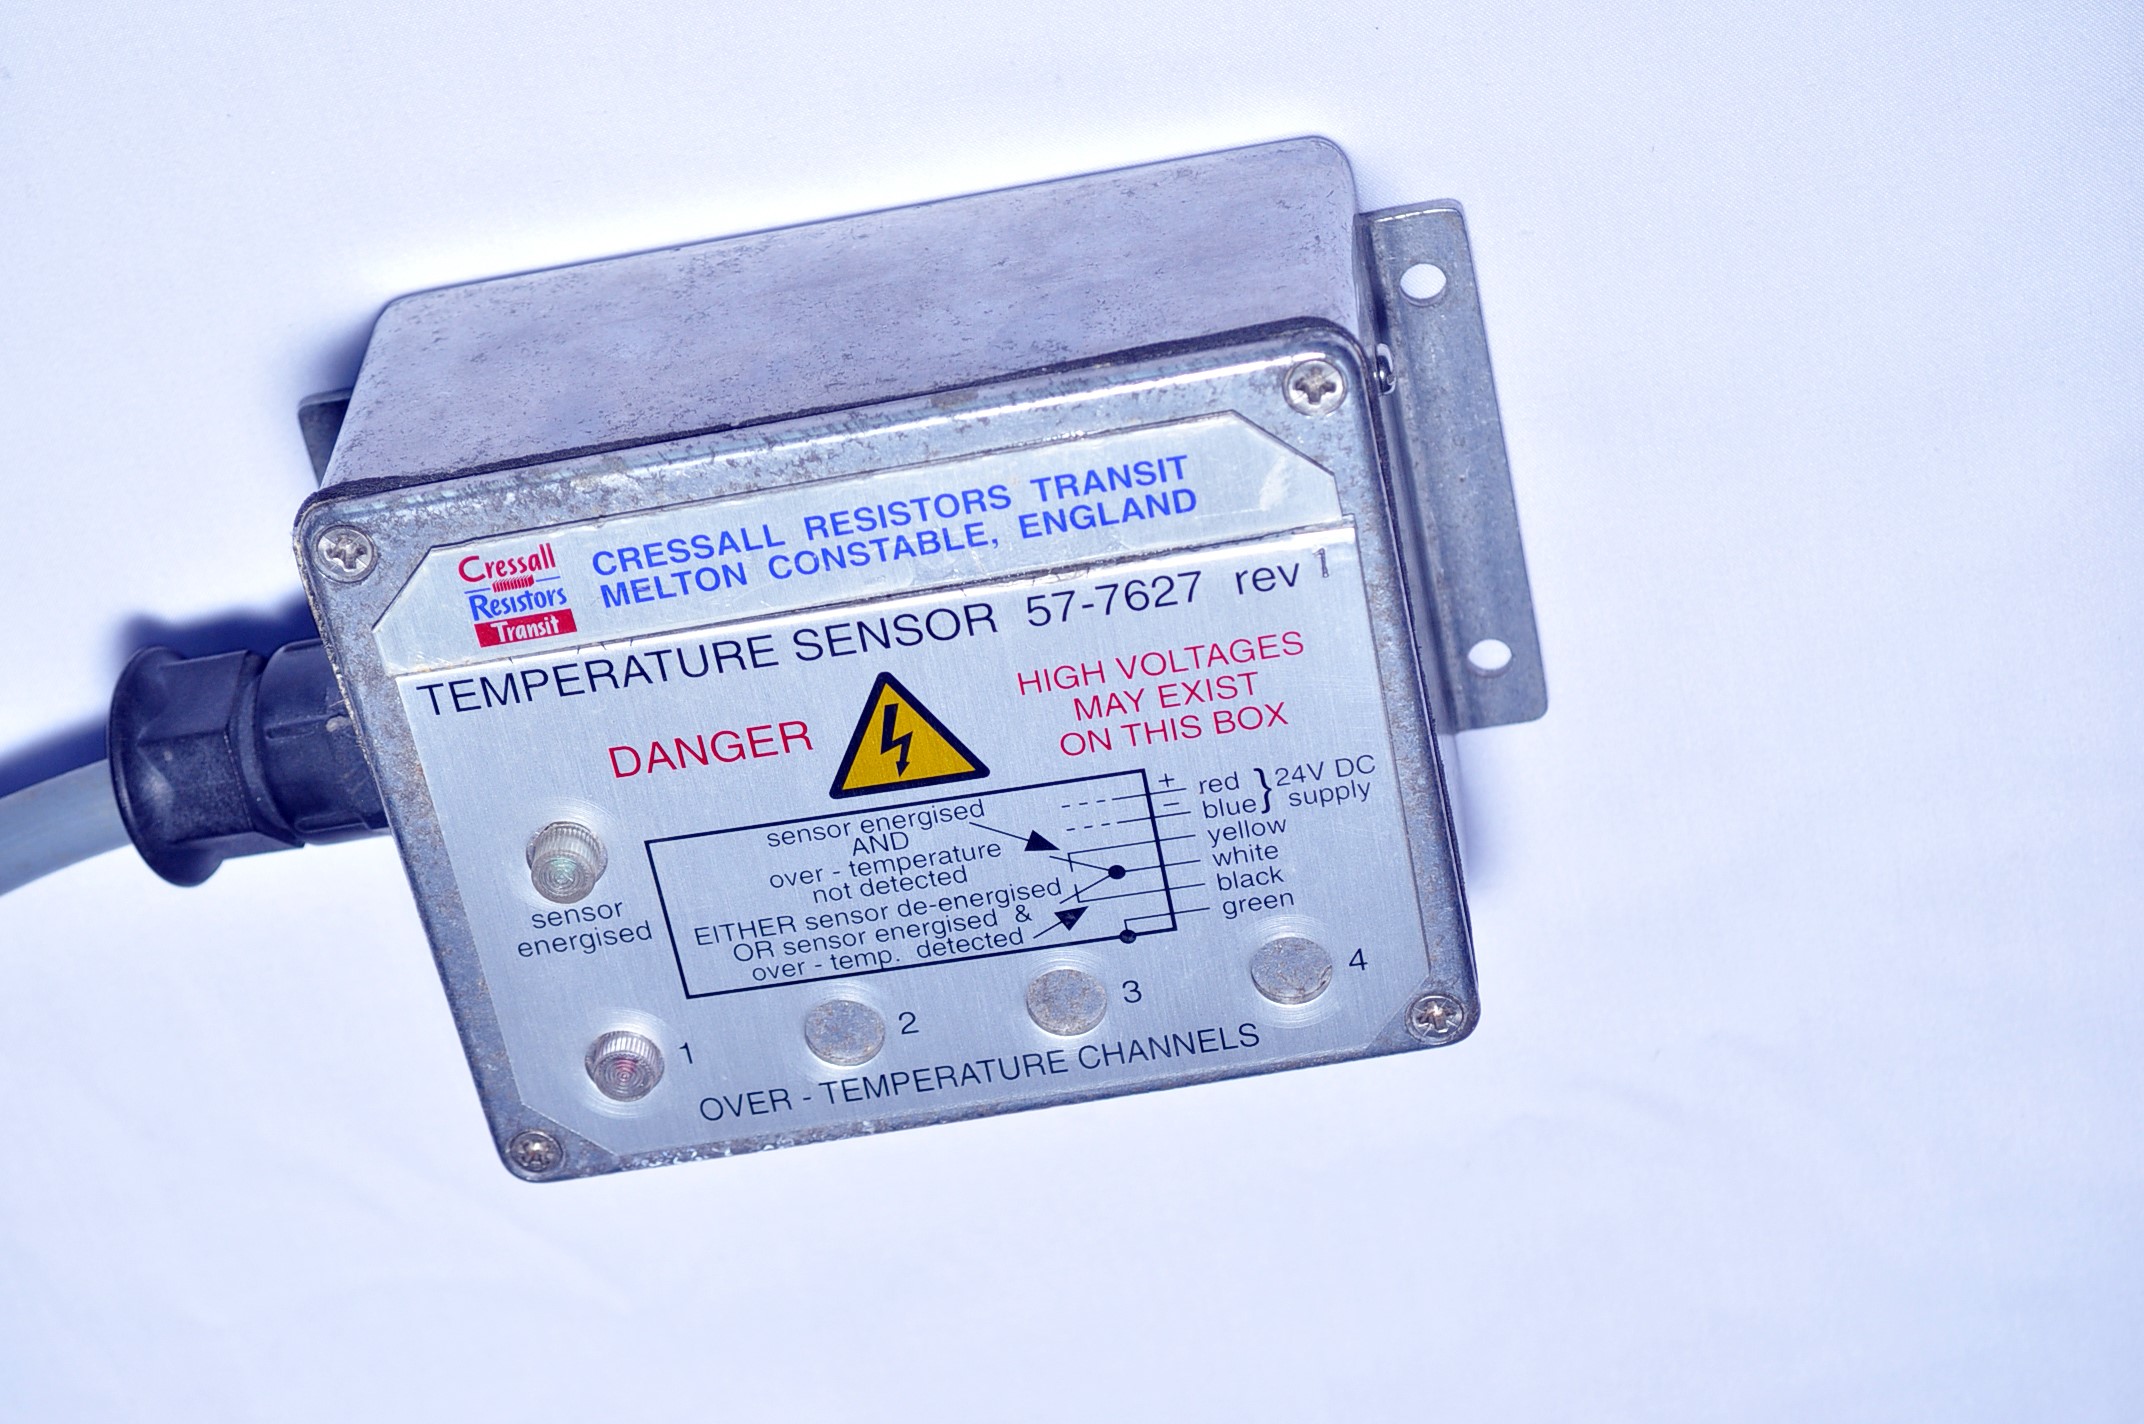 Cressall
Resistors
Transit
CRESSALL RESISTORS TRANSIT
MELTON CONSTABLE, ENGLAND
TEMPERATURE SENSOR 57-7627 rev 1
DANGER
HIGH VOLTAGES
MAY EXIST
ON THIS BOX
sensor energised
AND
over - temperature
not detected
EITHER sensor de-energised
OR sensor energised &
over - temp. detected
+ red
- blue
} 24V DC
supply
yellow
white
black
green
sensor
energised
1
2
3
4
OVER - TEMPERATURE CHANNELS